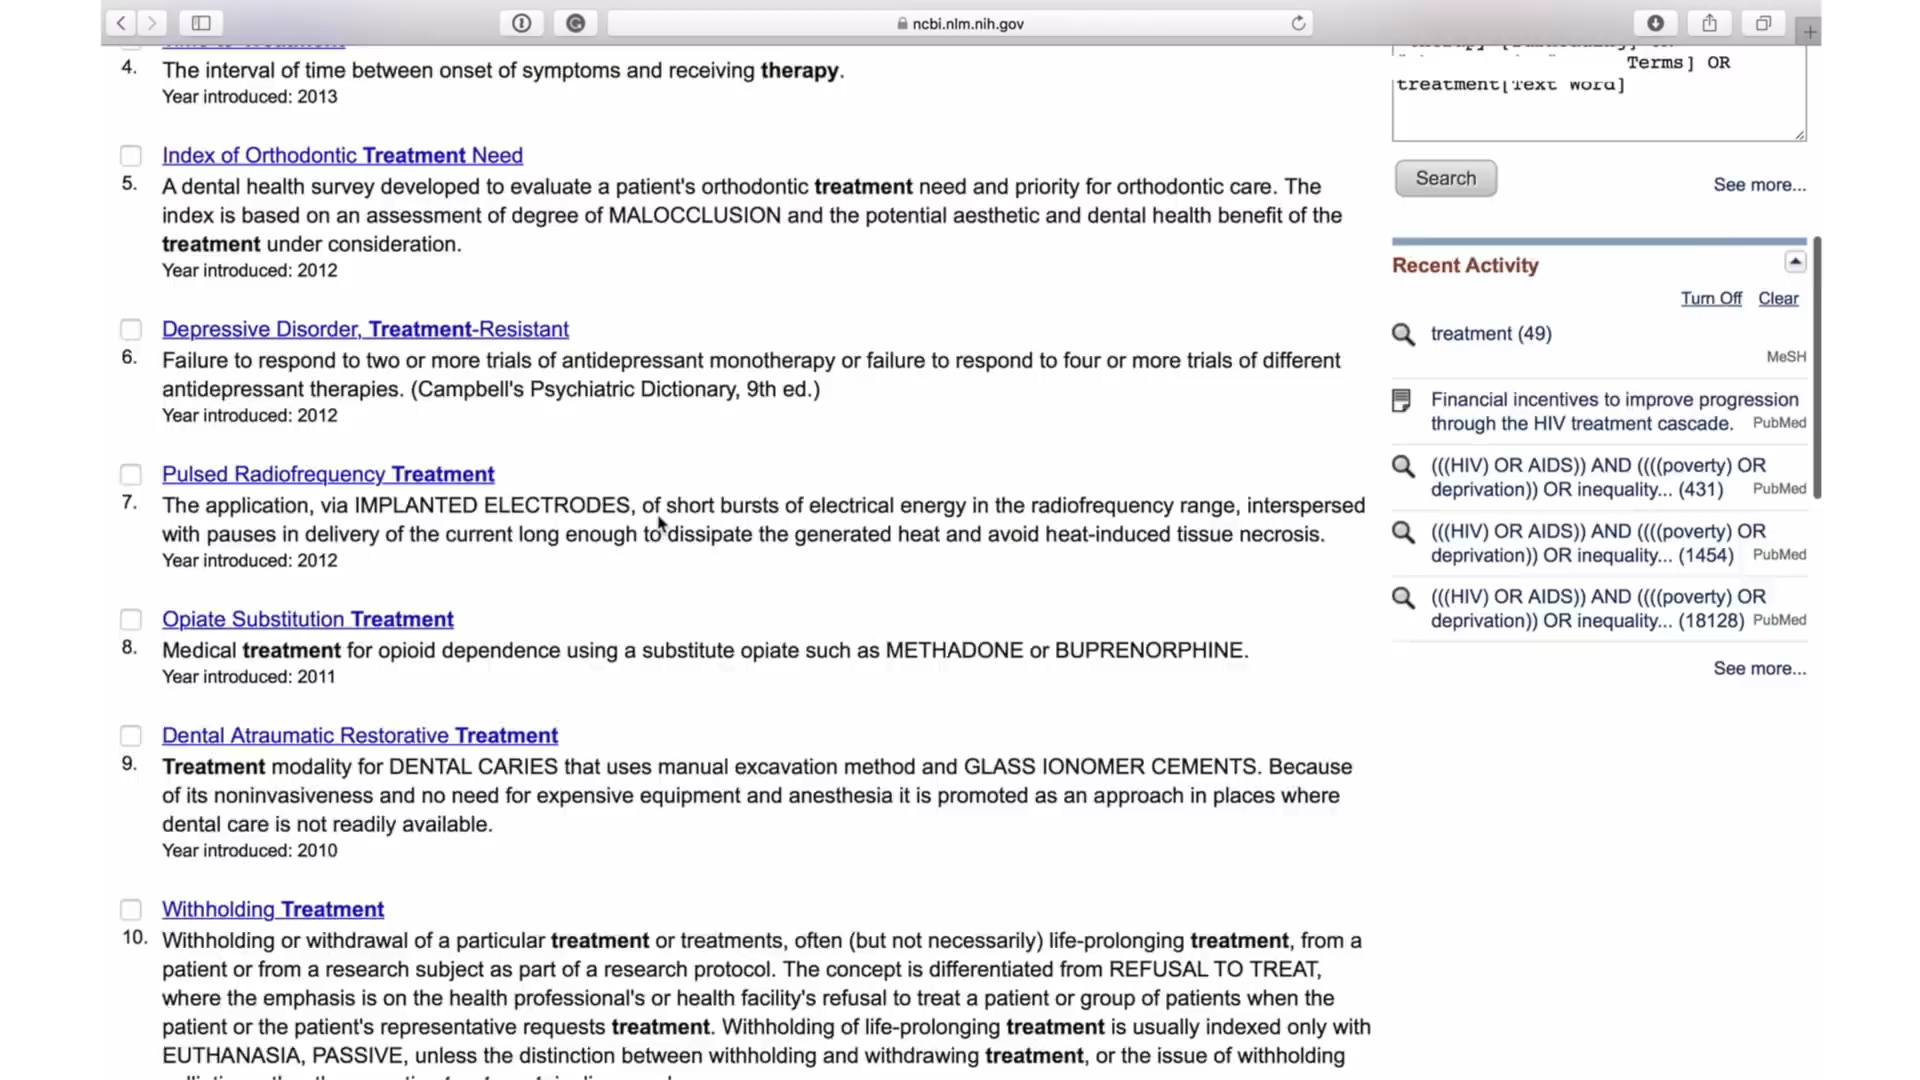 ncbi.nlm.nih.gov
4. The interval of time between onset of symptoms and receiving therapy.
Year introduced: 2013
Index of Orthodontic Treatment Need
5. A dental health survey developed to evaluate a patient's orthodontic treatment need and priority for orthodontic care. The
index is based on an assessment of degree of MALOCCLUSION and the potential aesthetic and dental health benefit of the
treatment under consideration.
Year introduced: 2012
Depressive Disorder, Treatment-Resistant
6. Failure to respond to two or more trials of antidepressant monotherapy or failure to respond to four or more trials of different
antidepressant therapies. (Campbell's Psychiatric Dictionary, 9th ed.)
Year introduced: 2012
Pulsed Radiofrequency Treatment
7. The application, via IMPLANTED ELECTRODES, of short bursts of electrical energy in the radiofrequency range, interspersed
with pauses in delivery of the current long enough to dissipate the generated heat and avoid heat-induced tissue necrosis.
Year introduced: 2012
Opiate Substitution Treatment
8. Medical treatment for opioid dependence using a substitute opiate such as METHADONE or BUPRENORPHINE.
Year introduced: 2011
Dental Atraumatic Restorative Treatment
9. Treatment modality for DENTAL CARIES that uses manual excavation method and GLASS IONOMER CEMENTS. Because
of its noninvasiveness and no need for expensive equipment and anesthesia it is promoted as an approach in places where
dental care is not readily available.
Year introduced: 2010
Withholding Treatment
10. Withholding or withdrawal of a particular treatment or treatments, often (but not necessarily) life-prolonging treatment, from a
patient or from a research subject as part of a research protocol. The concept is differentiated from REFUSAL TO TREAT,
where the emphasis is on the health professional's or health facility's refusal to treat a patient or group of patients when the
patient or the patient's representative requests treatment. Withholding of life-prolonging treatment is usually indexed only with
EUTHANASIA, PASSIVE, unless the distinction between withholding and withdrawing treatment, or the issue of withholding
Terms] OR
treatment[Text Word]
Search
See more...
Recent Activity
Turn Off Clear
treatment (49)
MeSH
Financial incentives to improve progression
through the HIV treatment cascade. PubMed
(((HIV) OR AIDS)) AND ((((poverty) OR
deprivation)) OR inequality... (431) PubMed
(((HIV) OR AIDS)) AND ((((poverty) OR
deprivation)) OR inequality... (1454) PubMed
(((HIV) OR AIDS)) AND ((((poverty) OR
deprivation)) OR inequality... (18128) PubMed
See more...